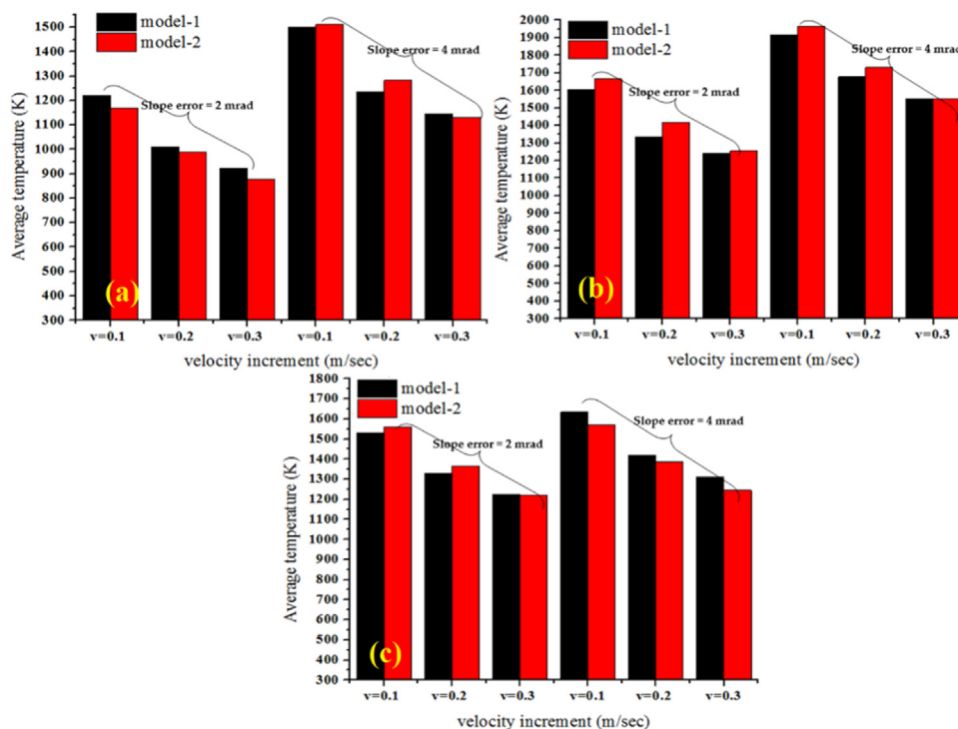 model-1
model-2
Slope error = 2 mrad
Slope error = 4 mrad
Average temperature (K)
1500
1400
1300
1200
1100
1000
900
800
700
600
500
400
300
(a)
v=0.1
v=0.2
v=0.3
v=0.1
v=0.2
v=0.3
velocity increment (m/sec)
model-1
model-2
Slope error = 2 mrad
Slope error = 4 mrad
Average temperature (K)
2000
1900
1800
1700
1600
1500
1400
1300
1200
1100
1000
900
800
700
600
500
400
300
(b)
v=0.1
v=0.2
v=0.3
v=0.1
v=0.2
v=0.3
velocity increment (m/sec)
model-1
model-2
Slope error = 2 mrad
Slope error = 4 mrad
Average temperature (K)
1800
1700
1600
1500
1400
1300
1200
1100
1000
900
800
700
600
500
400
300
(c)
v=0.1
v=0.2
v=0.3
v=0.1
v=0.2
v=0.3
velocity increment (m/sec)